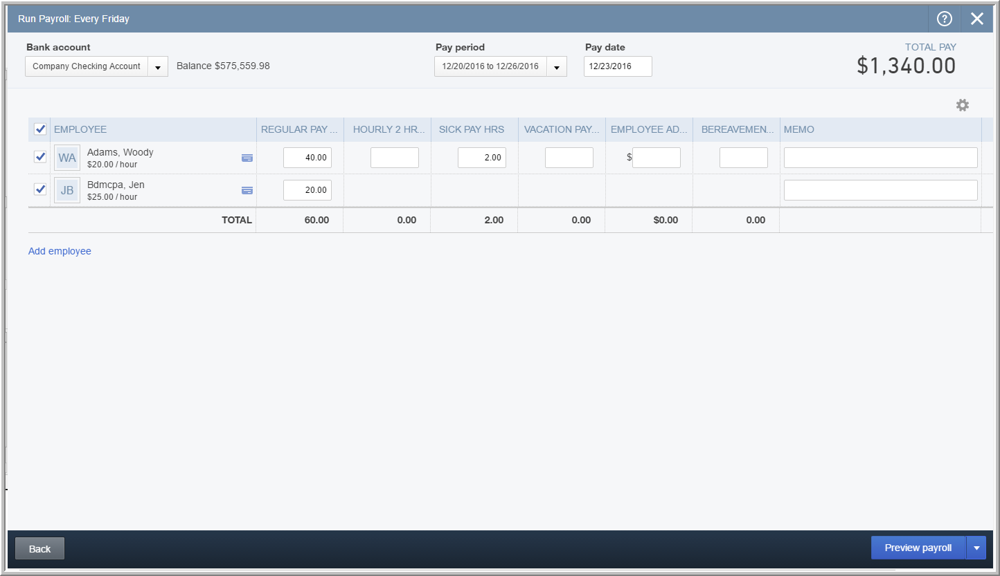 Run Payroll: Every Friday
?
Bank account
Company Checking Account
Balance $575,559.98
Pay period
12/20/2016 to 12/26/2016
Pay date
12/23/2016
TOTAL PAY
$1,340.00
EMPLOYEE REGULAR PAY ... HOURLY 2 HR... SICK PAY HRS VACATION PAY... EMPLOYEE AD... BEREAVEMEN... MEMO
WA
Adams, Woody
$20.00 / hour
40.00 2.00 $
JB
Bdmcpa, Jen
$25.00 / hour
20.00
TOTAL 60.00 0.00 2.00 0.00 $0.00 0.00
Add employee
Back
Preview payroll